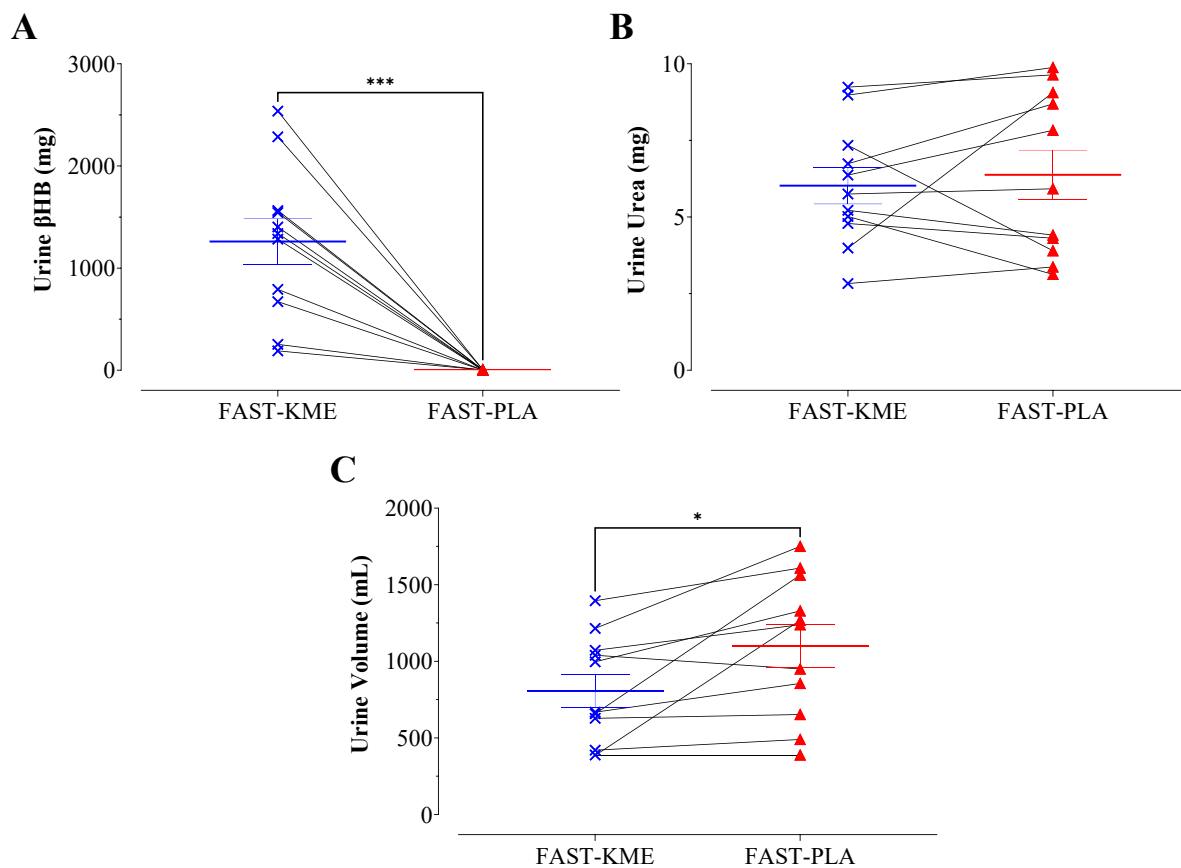 A
Urine βHB (mg)
3000
2000
1000
0
***
FAST-KME
FAST-PLA
B
Urine Urea (mg)
10
5
0
FAST-KME
FAST-PLA
C
Urine Volume (mL)
2000
1500
1000
500
0
*
FAST-KME
FAST-PLA